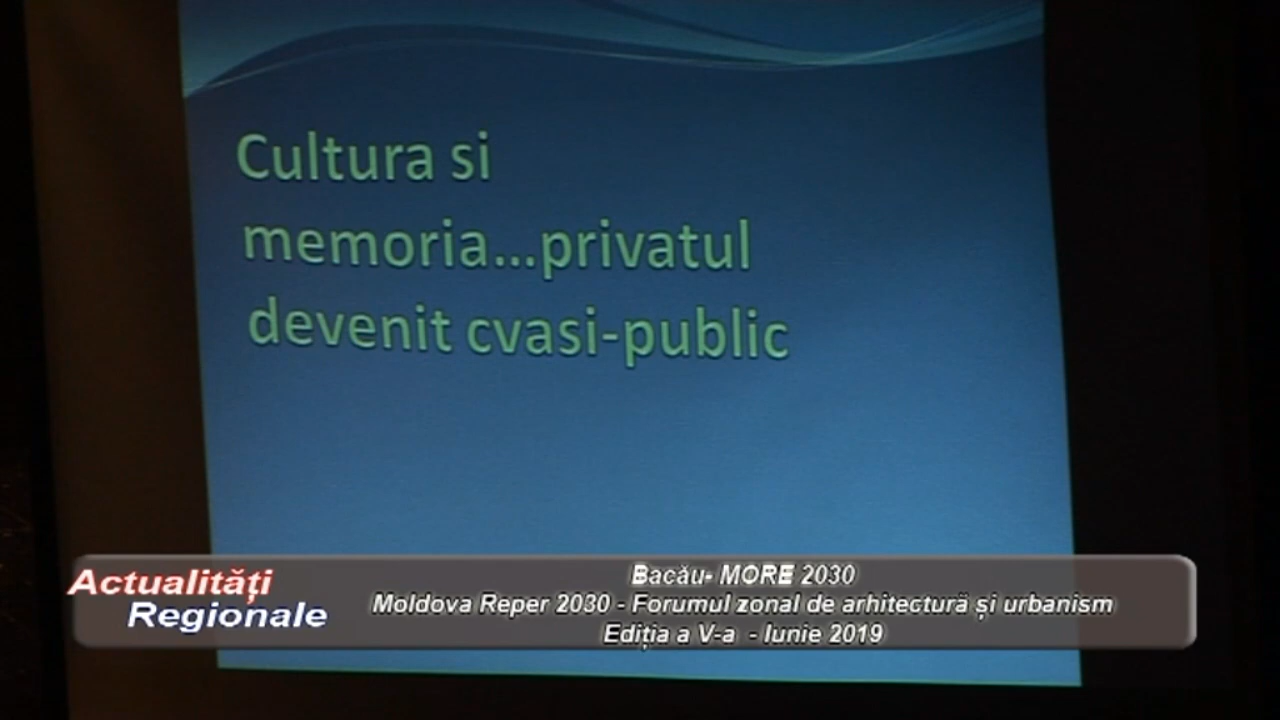 Cultura si
memoria...privatul
devenit cvasi-public
Actualități
Regionale
Bacău- MORE 2030
Moldova Reper 2030 - Forumul zonal de arhitectură și urbanism
Ediția a V-a - Iunie 2019